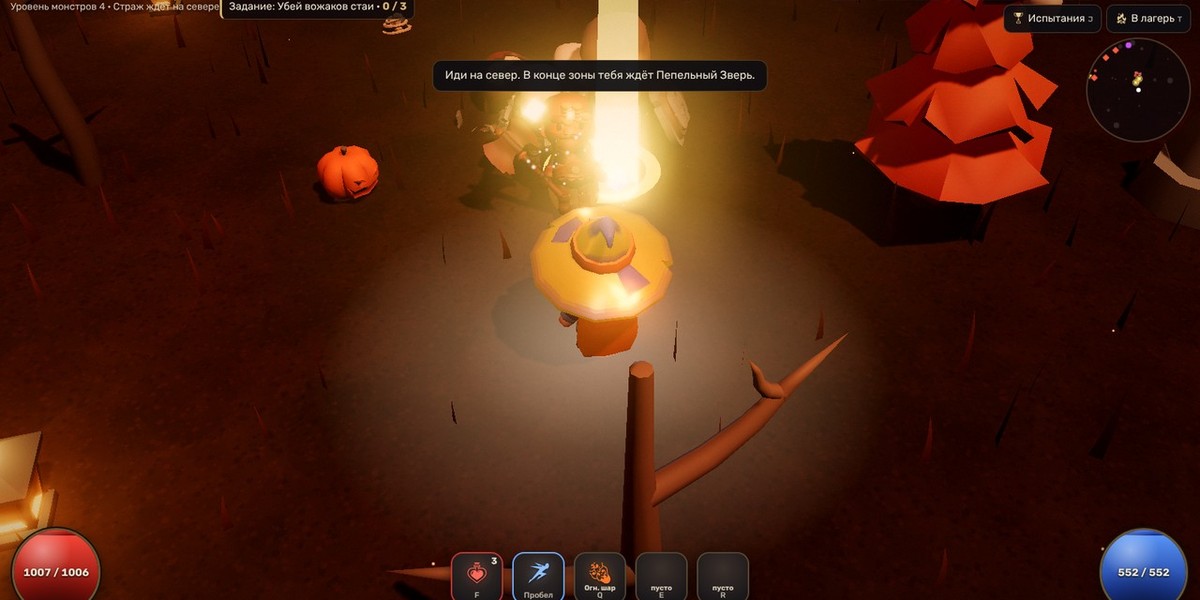 Уровень монстров 4 • Страж ждёт на севере
Задание: Убей вожаков стаи • 0 / 3
Испытания J
В лагерь T
Иди на север. В конце зоны тебя ждёт Пепельный Зверь.
1007 / 1006
3
F
Пробел
Огн. шар
Q
пусто
E
пусто
R
552 / 552